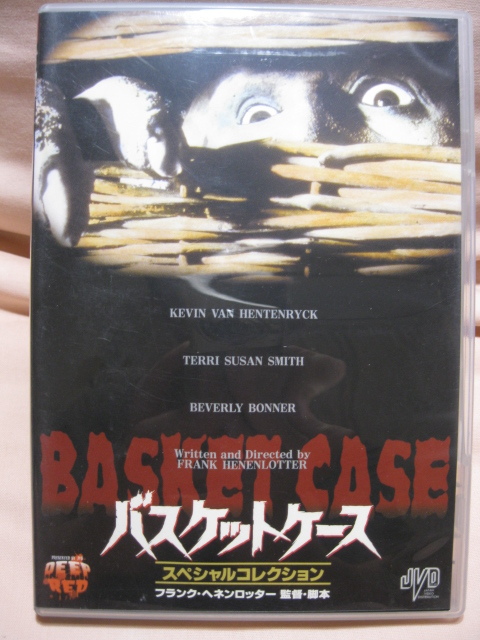 KEVIN VAN HENTENRYCK
TERRI SUSAN SMITH
BEVERLY BONNER
BASKET CASE
Written and Directed by
FRANK HENENLOTTER
バスケットケース
スペシャルコレクション
フランク・ヘネンロッター 監督・脚本
DEEP
RED
JVD